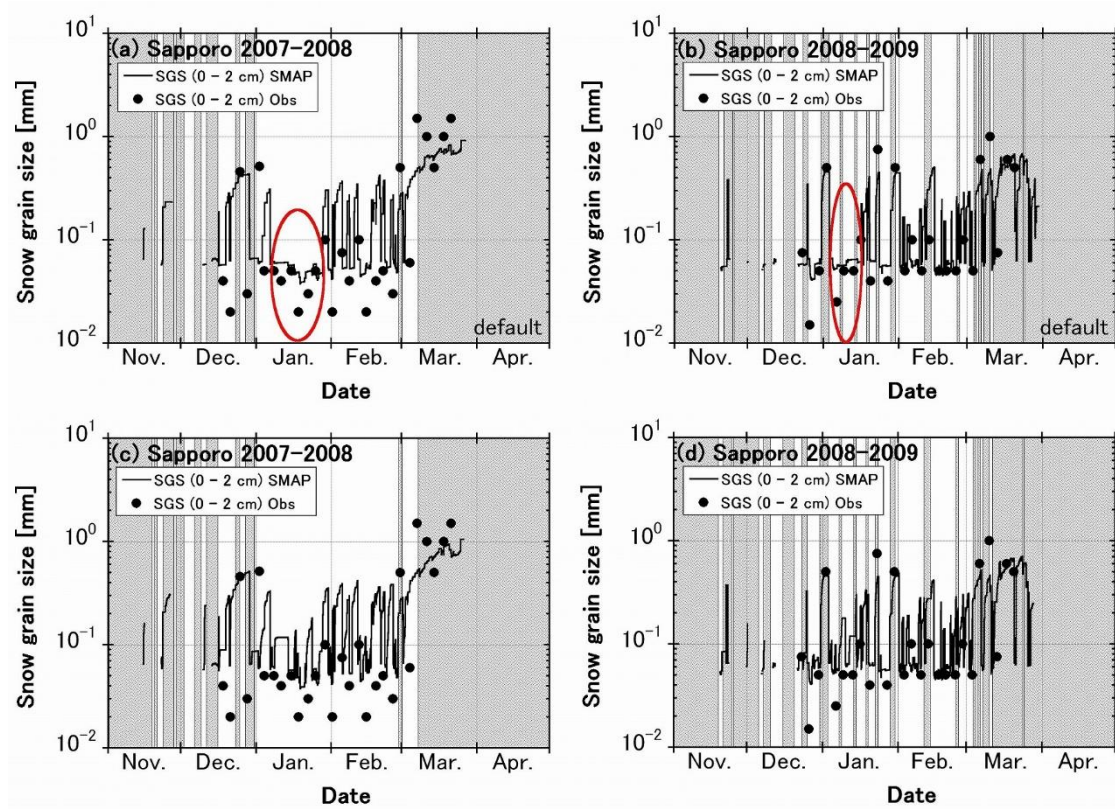 (a) Sapporo 2007-2008
SGS (0 - 2 cm) SMAP
SGS (0 - 2 cm) Obs
Snow grain size [mm]
10¹
10⁰
10⁻¹
10⁻²
default
Nov. Dec. Jan. Feb. Mar. Apr.
Date
(b) Sapporo 2008-2009
SGS (0 - 2 cm) SMAP
SGS (0 - 2 cm) Obs
Snow grain size [mm]
10¹
10⁰
10⁻¹
10⁻²
default
Nov. Dec. Jan. Feb. Mar. Apr.
Date
(c) Sapporo 2007-2008
SGS (0 - 2 cm) SMAP
SGS (0 - 2 cm) Obs
Snow grain size [mm]
10¹
10⁰
10⁻¹
10⁻²
Nov. Dec. Jan. Feb. Mar. Apr.
Date
(d) Sapporo 2008-2009
SGS (0 - 2 cm) SMAP
SGS (0 - 2 cm) Obs
Snow grain size [mm]
10¹
10⁰
10⁻¹
10⁻²
Nov. Dec. Jan. Feb. Mar. Apr.
Date